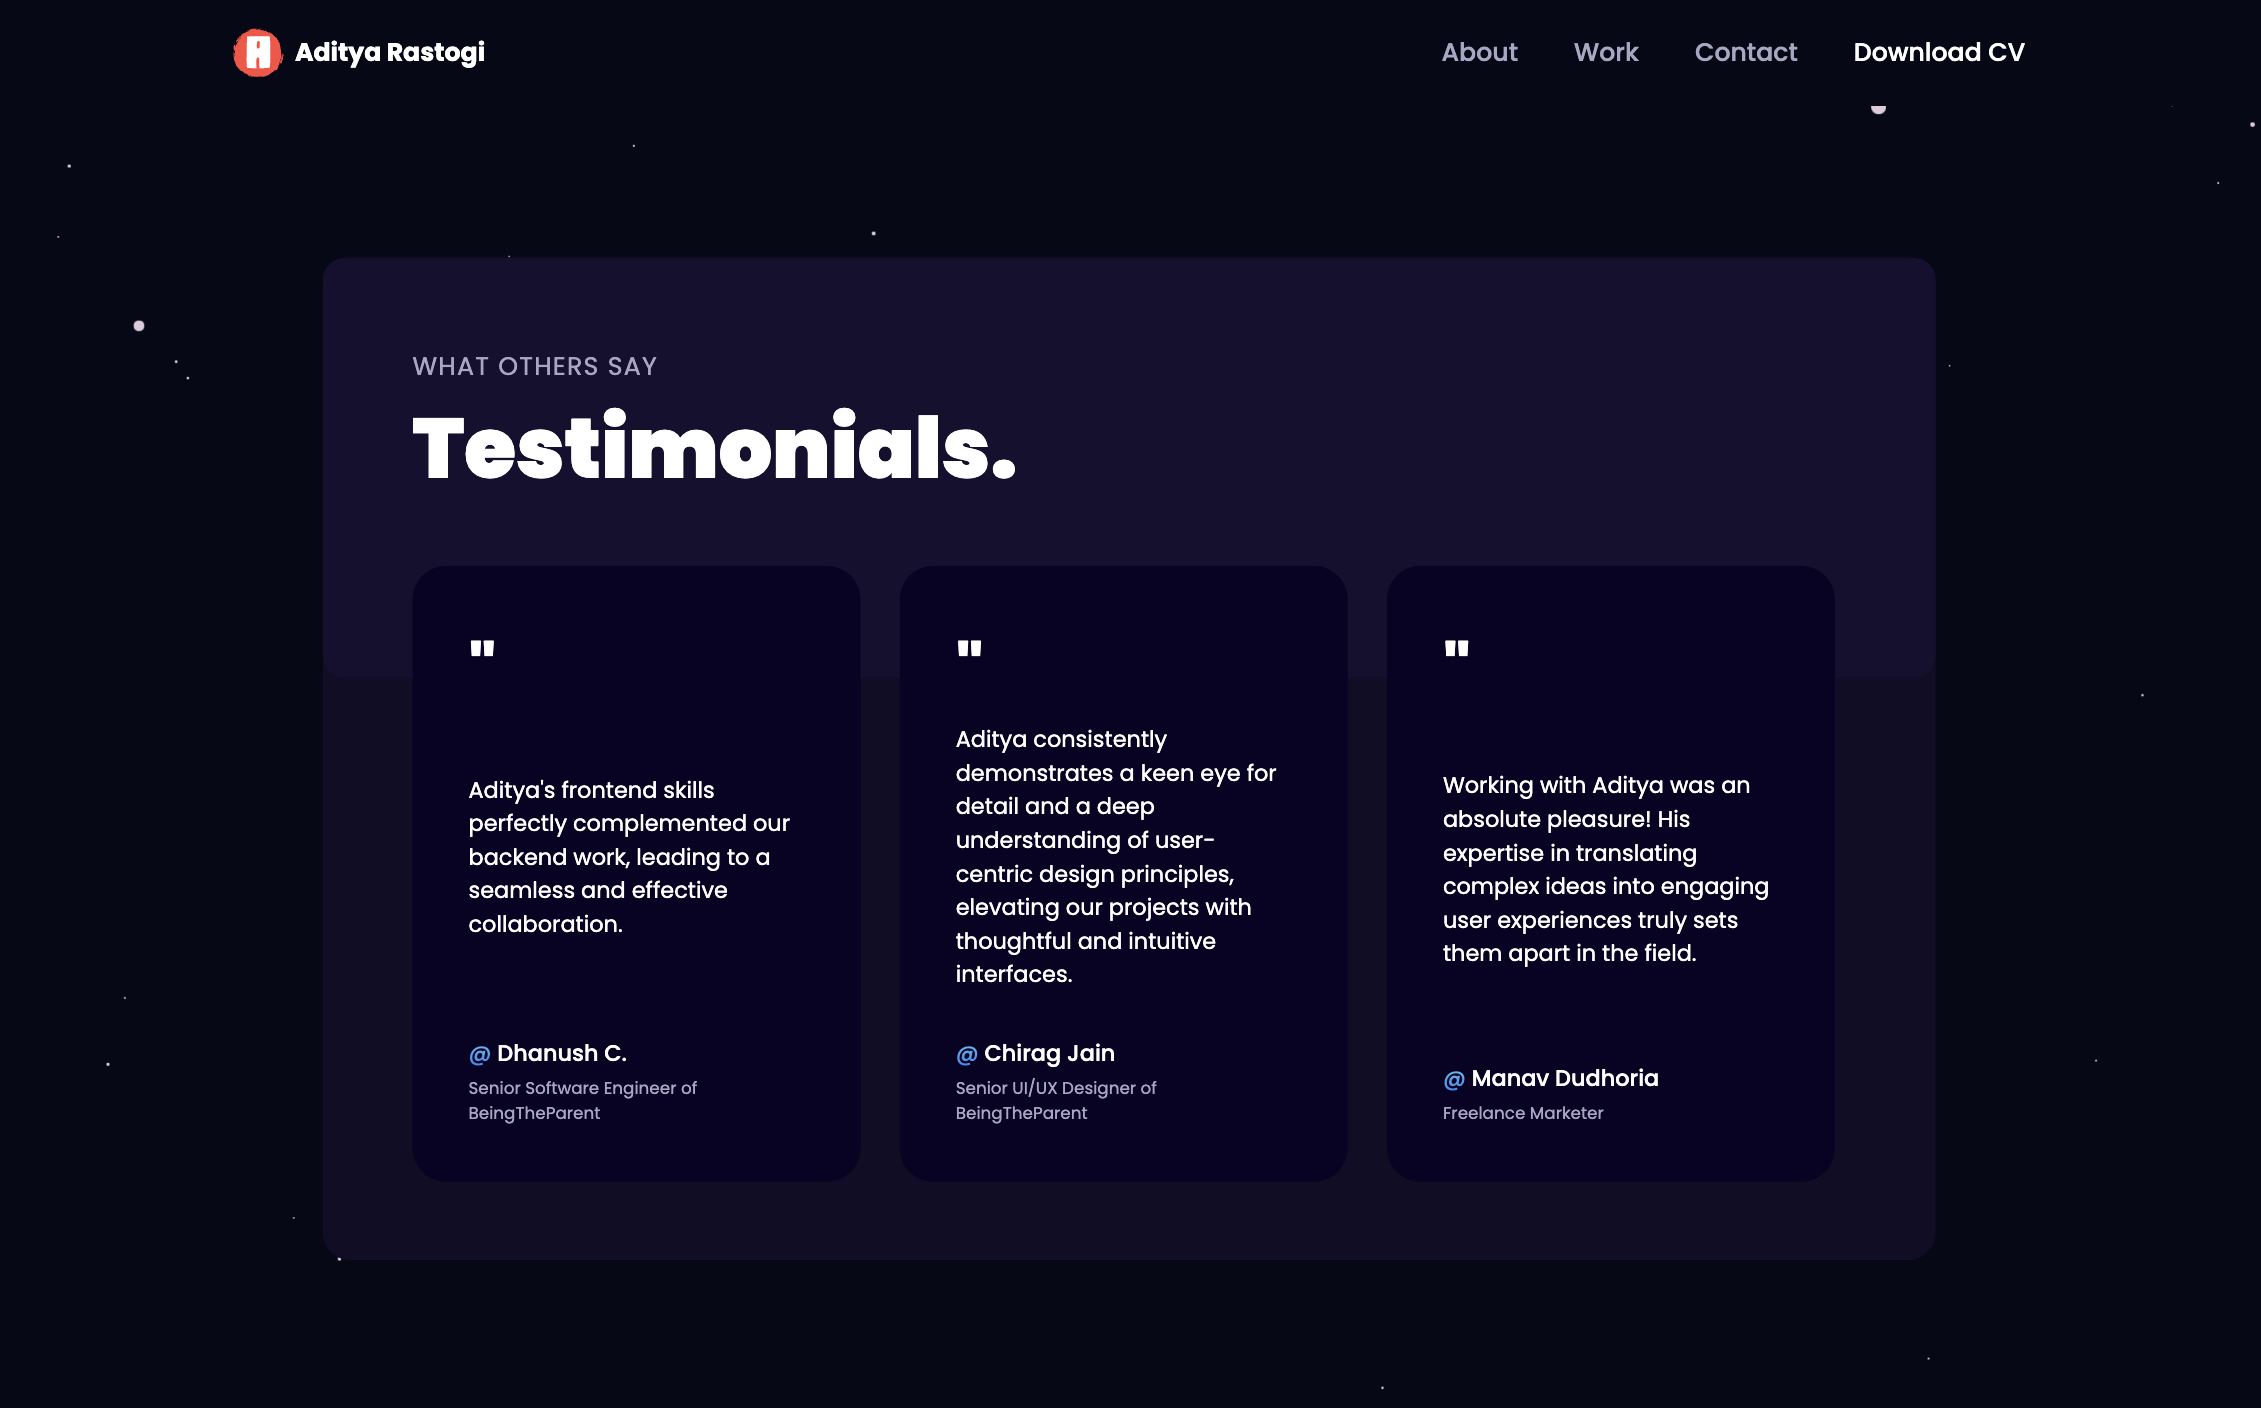 A
Aditya Rastogi
About
Work
Contact
Download CV
WHAT OTHERS SAY
Testimonials.
"
Aditya's frontend skills
perfectly complemented our
backend work, leading to a
seamless and effective
collaboration.
@ Dhanush C.
Senior Software Engineer of
BeingTheParent
"
Aditya consistently
demonstrates a keen eye for
detail and a deep
understanding of user-
centric design principles,
elevating our projects with
thoughtful and intuitive
interfaces.
@ Chirag Jain
Senior UI/UX Designer of
BeingTheParent
"
Working with Aditya was an
absolute pleasure! His
expertise in translating
complex ideas into engaging
user experiences truly sets
them apart in the field.
@ Manav Dudhoria
Freelance Marketer